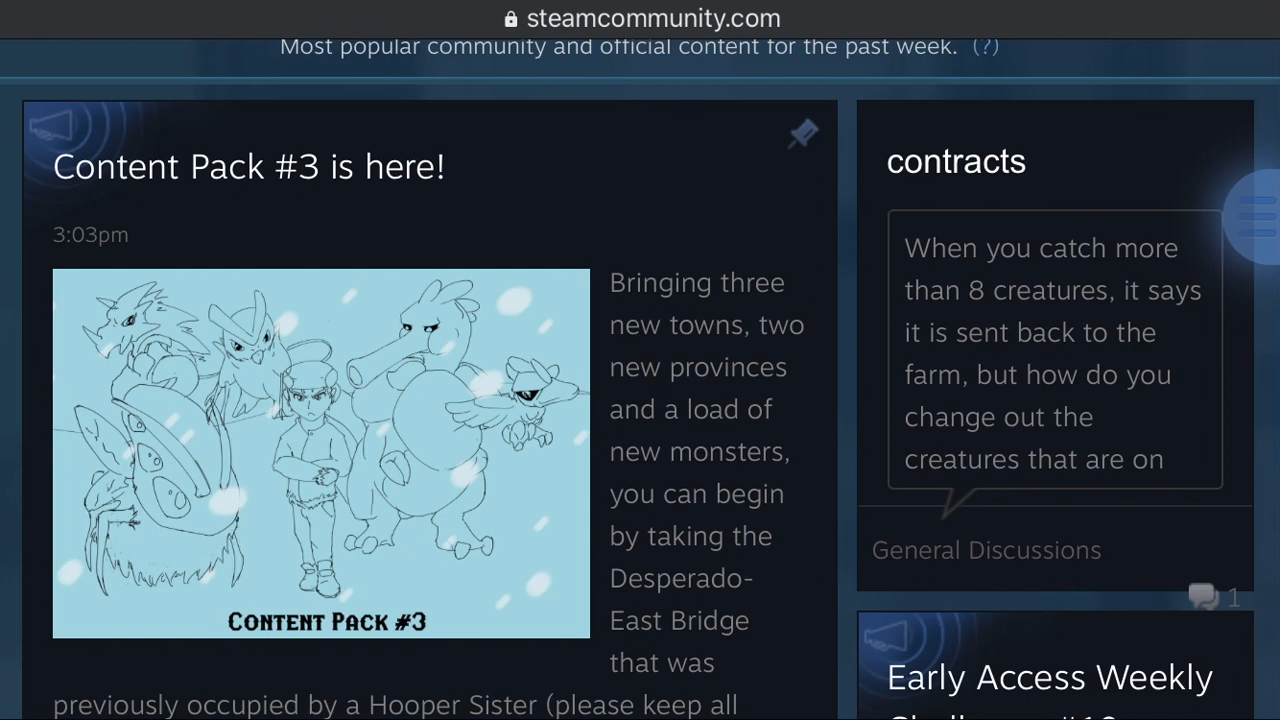 steamcommunity.com
Most popular community and official content for the past week. (?)
Content Pack #3 is here!
3:03pm
Bringing three
new towns, two
new provinces
and a load of
new monsters,
you can begin
by taking the
Desperado-
East Bridge
that was
previously occupied by a Hooper Sister (please keep all
CONTENT PACK #3
contracts
When you catch more
than 8 creatures, it says
it is sent back to the
farm, but how do you
change out the
creatures that are on
General Discussions
1
Early Access Weekly